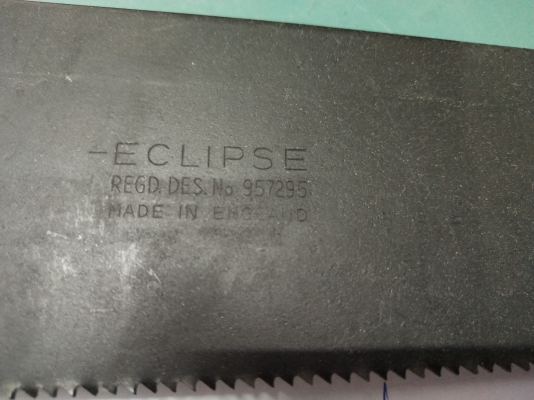 -ECLIPSE
REGD. DES. No. 957295
MADE IN ENGLAND